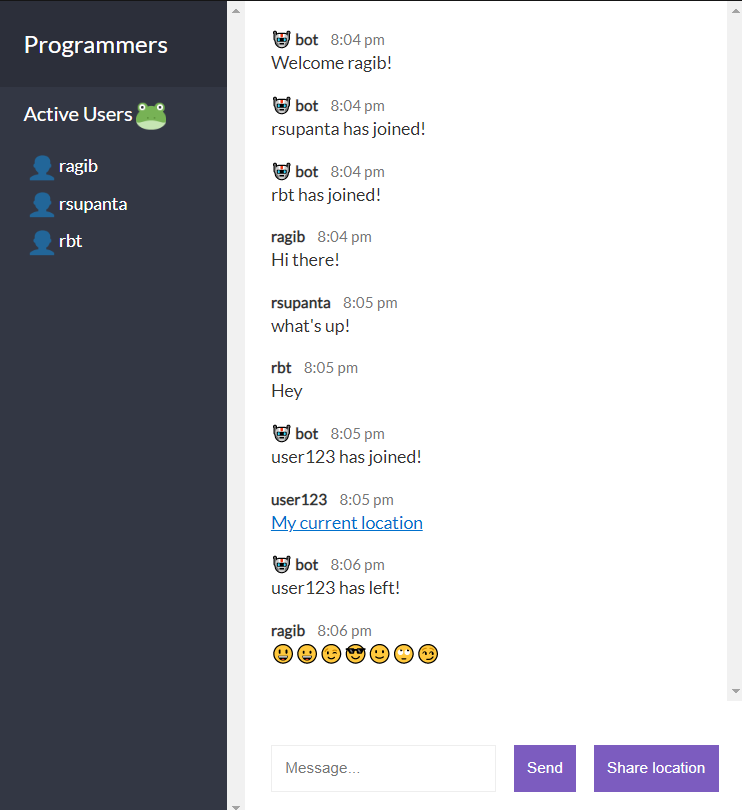 Programmers
Active Users
ragib
rsupanta
rbt
bot 8:04 pm
Welcome ragib!
bot 8:04 pm
rsupanta has joined!
bot 8:04 pm
rbt has joined!
ragib 8:04 pm
Hi there!
rsupanta 8:05 pm
what's up!
rbt 8:05 pm
Hey
bot 8:05 pm
user123 has joined!
user123 8:05 pm
My current location
bot 8:06 pm
user123 has left!
ragib 8:06 pm
😃😀😉😎🙂🙄😏
Message...
Send
Share location